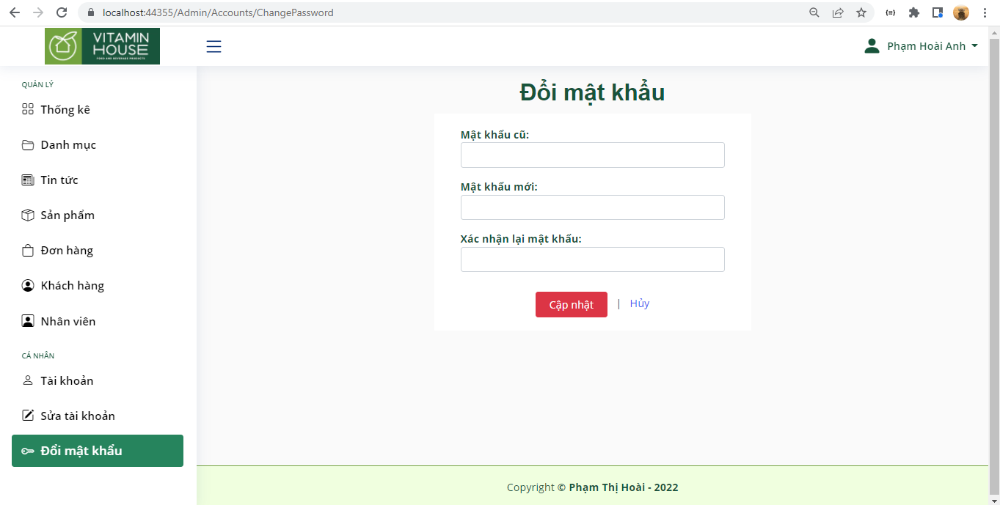 localhost:44355/Admin/Accounts/ChangePassword
VITAMIN
HOUSE
FOOD AND BEVERAGE PRODUCTS
Phạm Hoài Anh
QUẢN LÝ
Thống kê
Danh mục
Tin tức
Sản phẩm
Đơn hàng
Khách hàng
Nhân viên
CÁ NHÂN
Tài khoản
Sửa tài khoản
Đổi mật khẩu
Đổi mật khẩu
Mật khẩu cũ:
Mật khẩu mới:
Xác nhận lại mật khẩu:
Cập nhật | Hủy
Copyright © Phạm Thị Hoài - 2022